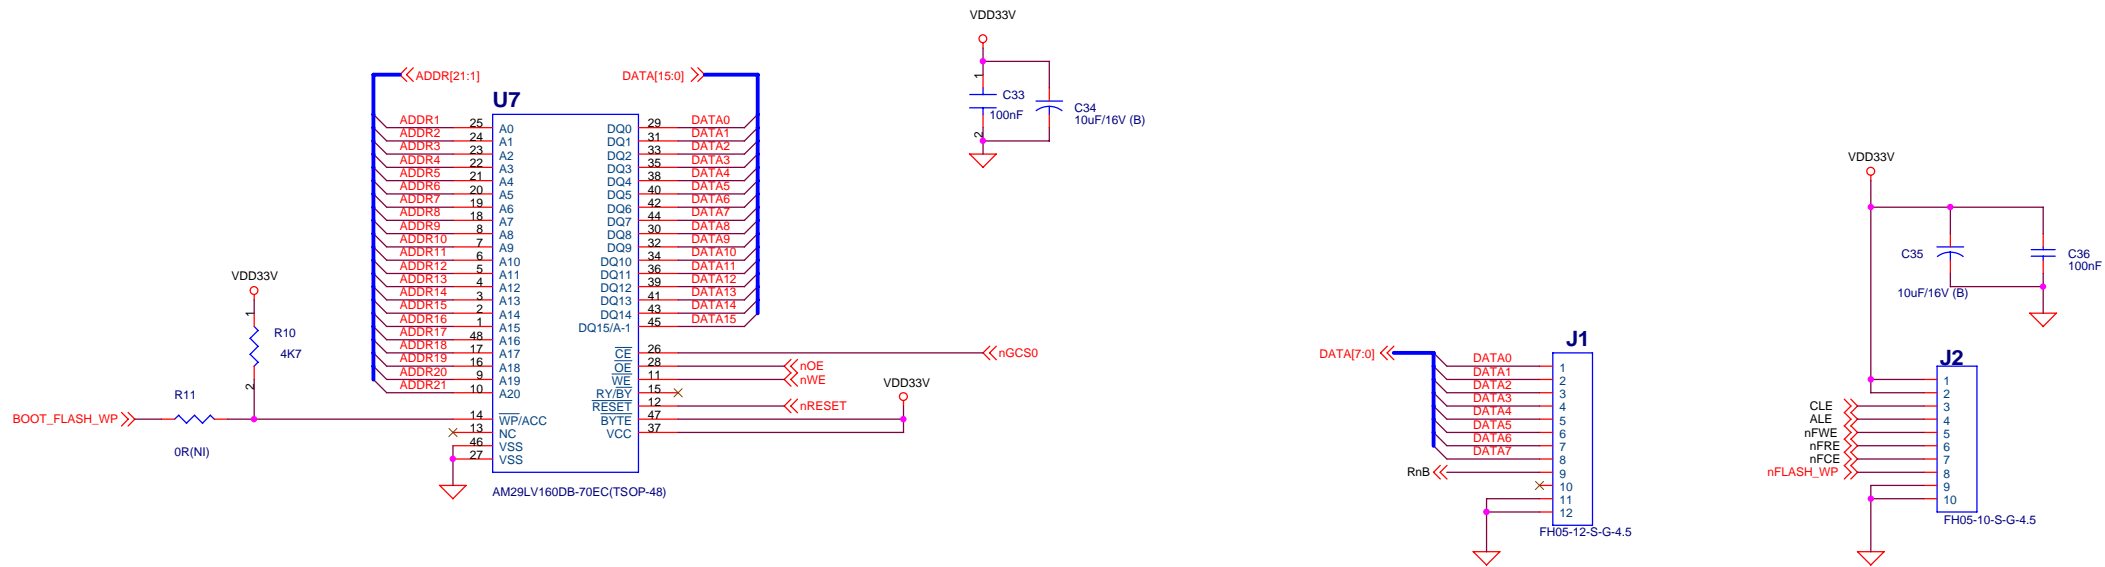 VDD33V
ADDR[21:1]
DATA[15:0]
U7
1
C33
100nF
2
C34
10uF/16V (B)
ADDR1 25 A0 DQ0 29 DATA0
ADDR2 24 A1 DQ1 31 DATA1
ADDR3 23 A2 DQ2 33 DATA2
ADDR4 22 A3 DQ3 35 DATA3
ADDR5 21 A4 DQ4 38 DATA4
ADDR6 20 A5 DQ5 40 DATA5
ADDR7 19 A6 DQ6 42 DATA6
ADDR8 18 A7 DQ7 44 DATA7
ADDR9 8 A8 DQ8 30 DATA8
ADDR10 7 A9 DQ9 32 DATA9
ADDR11 6 A10 DQ10 34 DATA10
ADDR12 5 A11 DQ11 36 DATA11
ADDR13 4 A12 DQ12 39 DATA12
ADDR14 3 A13 DQ13 41 DATA13
ADDR15 2 A14 DQ14 43 DATA14
ADDR16 1 A15 DQ15/A-1 45 DATA15
ADDR17 48 A16
ADDR18 17 A17 CE 26 nGCS0
ADDR19 16 A18 OE 28 nOE
ADDR20 9 A19 WE 11 nWE
ADDR21 10 A20 RY/BY 15
RESET 12 nRESET
14 WP/ACC BYTE 47
13 NC VCC 37
46 VSS
27 VSS
VDD33V
AM29LV160DB-70EC(TSOP-48)
VDD33V
1
R10
4K7
2
R11
BOOT_FLASH_WP
0R(NI)
J1
DATA[7:0]
DATA0 1
DATA1 2
DATA2 3
DATA3 4
DATA4 5
DATA5 6
DATA6 7
DATA7 8
RnB 9
10
11
12
FH05-12-S-G-4.5
VDD33V
C35
10uF/16V (B)
C36
100nF
J2
1
2
CLE 3
ALE 4
nFWE 5
nFRE 6
nFCE 7
nFLASH_WP 8
9
10
FH05-10-S-G-4.5